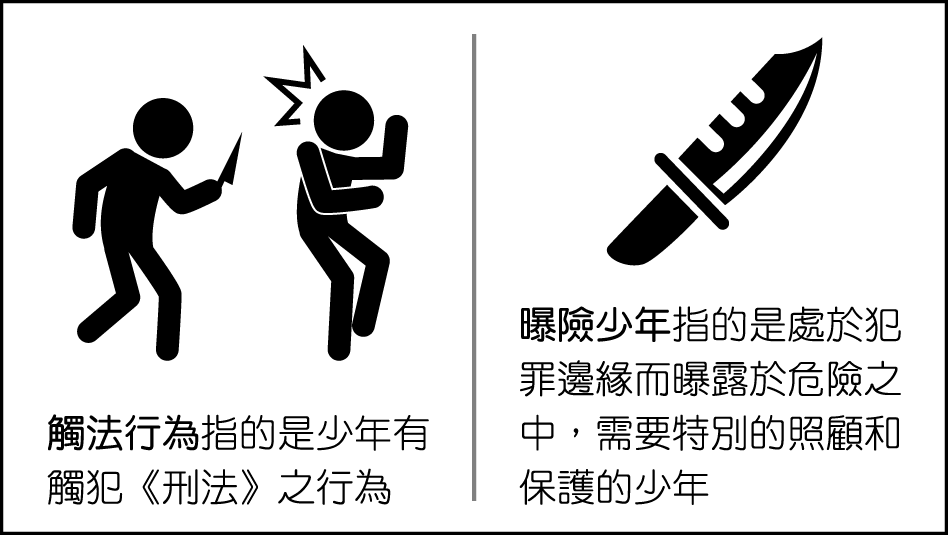 觸法行為指的是少年有
觸犯《刑法》之行為
曝險少年指的是處於犯
罪邊緣而曝露於危險之
中，需要特別的照顧和
保護的少年